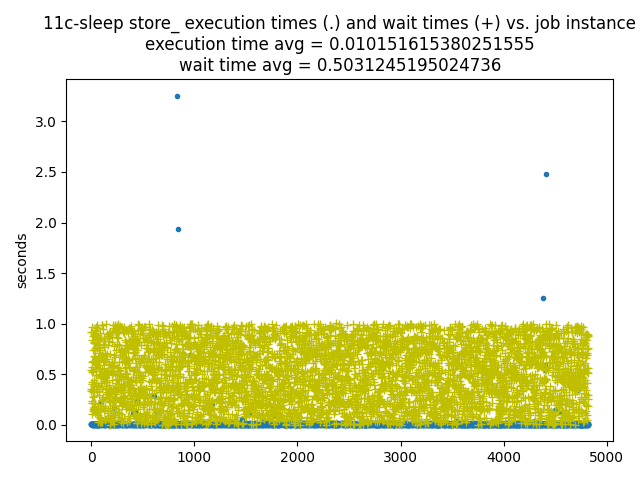 11c-sleep store_ execution times (.) and wait times (+) vs. job instance
execution time avg = 0.010151615380251555
wait time avg = 0.5031245195024736
3.0
2.5
2.0
1.5
1.0
0.5
0.0
seconds
0 1000 2000 3000 4000 5000